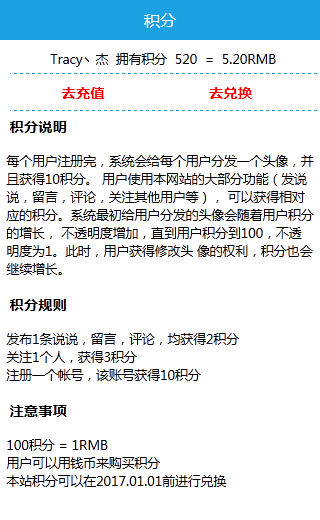 积分
Tracy丶杰 拥有积分 520 = 5.20RMB
去充值 去兑换
积分说明
每个用户注册完，系统会给每个用户分发一个头像，并
且获得10积分。 用户使用本网站的大部分功能（发说
说，留言，评论，关注其他用户等）， 可以获得相对
应的积分。系统最初给用户分发的头像会随着用户积分
的增长， 不透明度增加，直到用户积分到100，不透
明度为1。此时，用户获得修改头 像的权利，积分也会
继续增长。
积分规则
发布1条说说，留言，评论，均获得2积分
关注1个人，获得3积分
注册一个帐号，该账号获得10积分
注意事项
100积分 = 1RMB
用户可以用钱币来购买积分
本站积分可以在2017.01.01前进行兑换